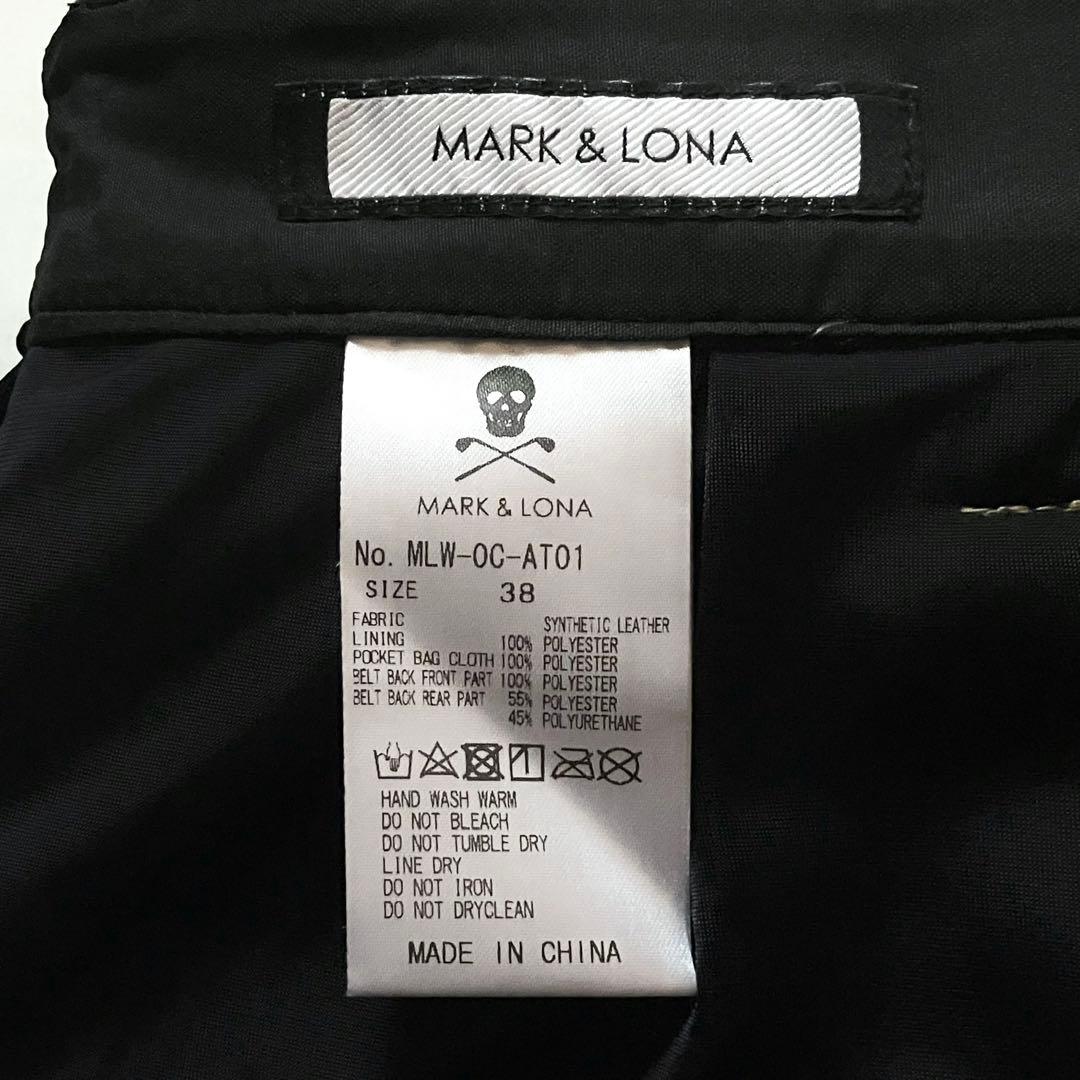 MARK & LONA
MARK & LONA
No. MLW-OC-AT01
SIZE 38
FABRIC SYNTHETIC LEATHER
LINING 100% POLYESTER
POCKET BAG CLOTH 100% POLYESTER
BELT BACK FRONT PART 100% POLYESTER
BELT BACK REAR PART 55% POLYESTER
45% POLYURETHANE
HAND WASH WARM
DO NOT BLEACH
DO NOT TUMBLE DRY
LINE DRY
DO NOT IRON
DO NOT DRYCLEAN
MADE IN CHINA